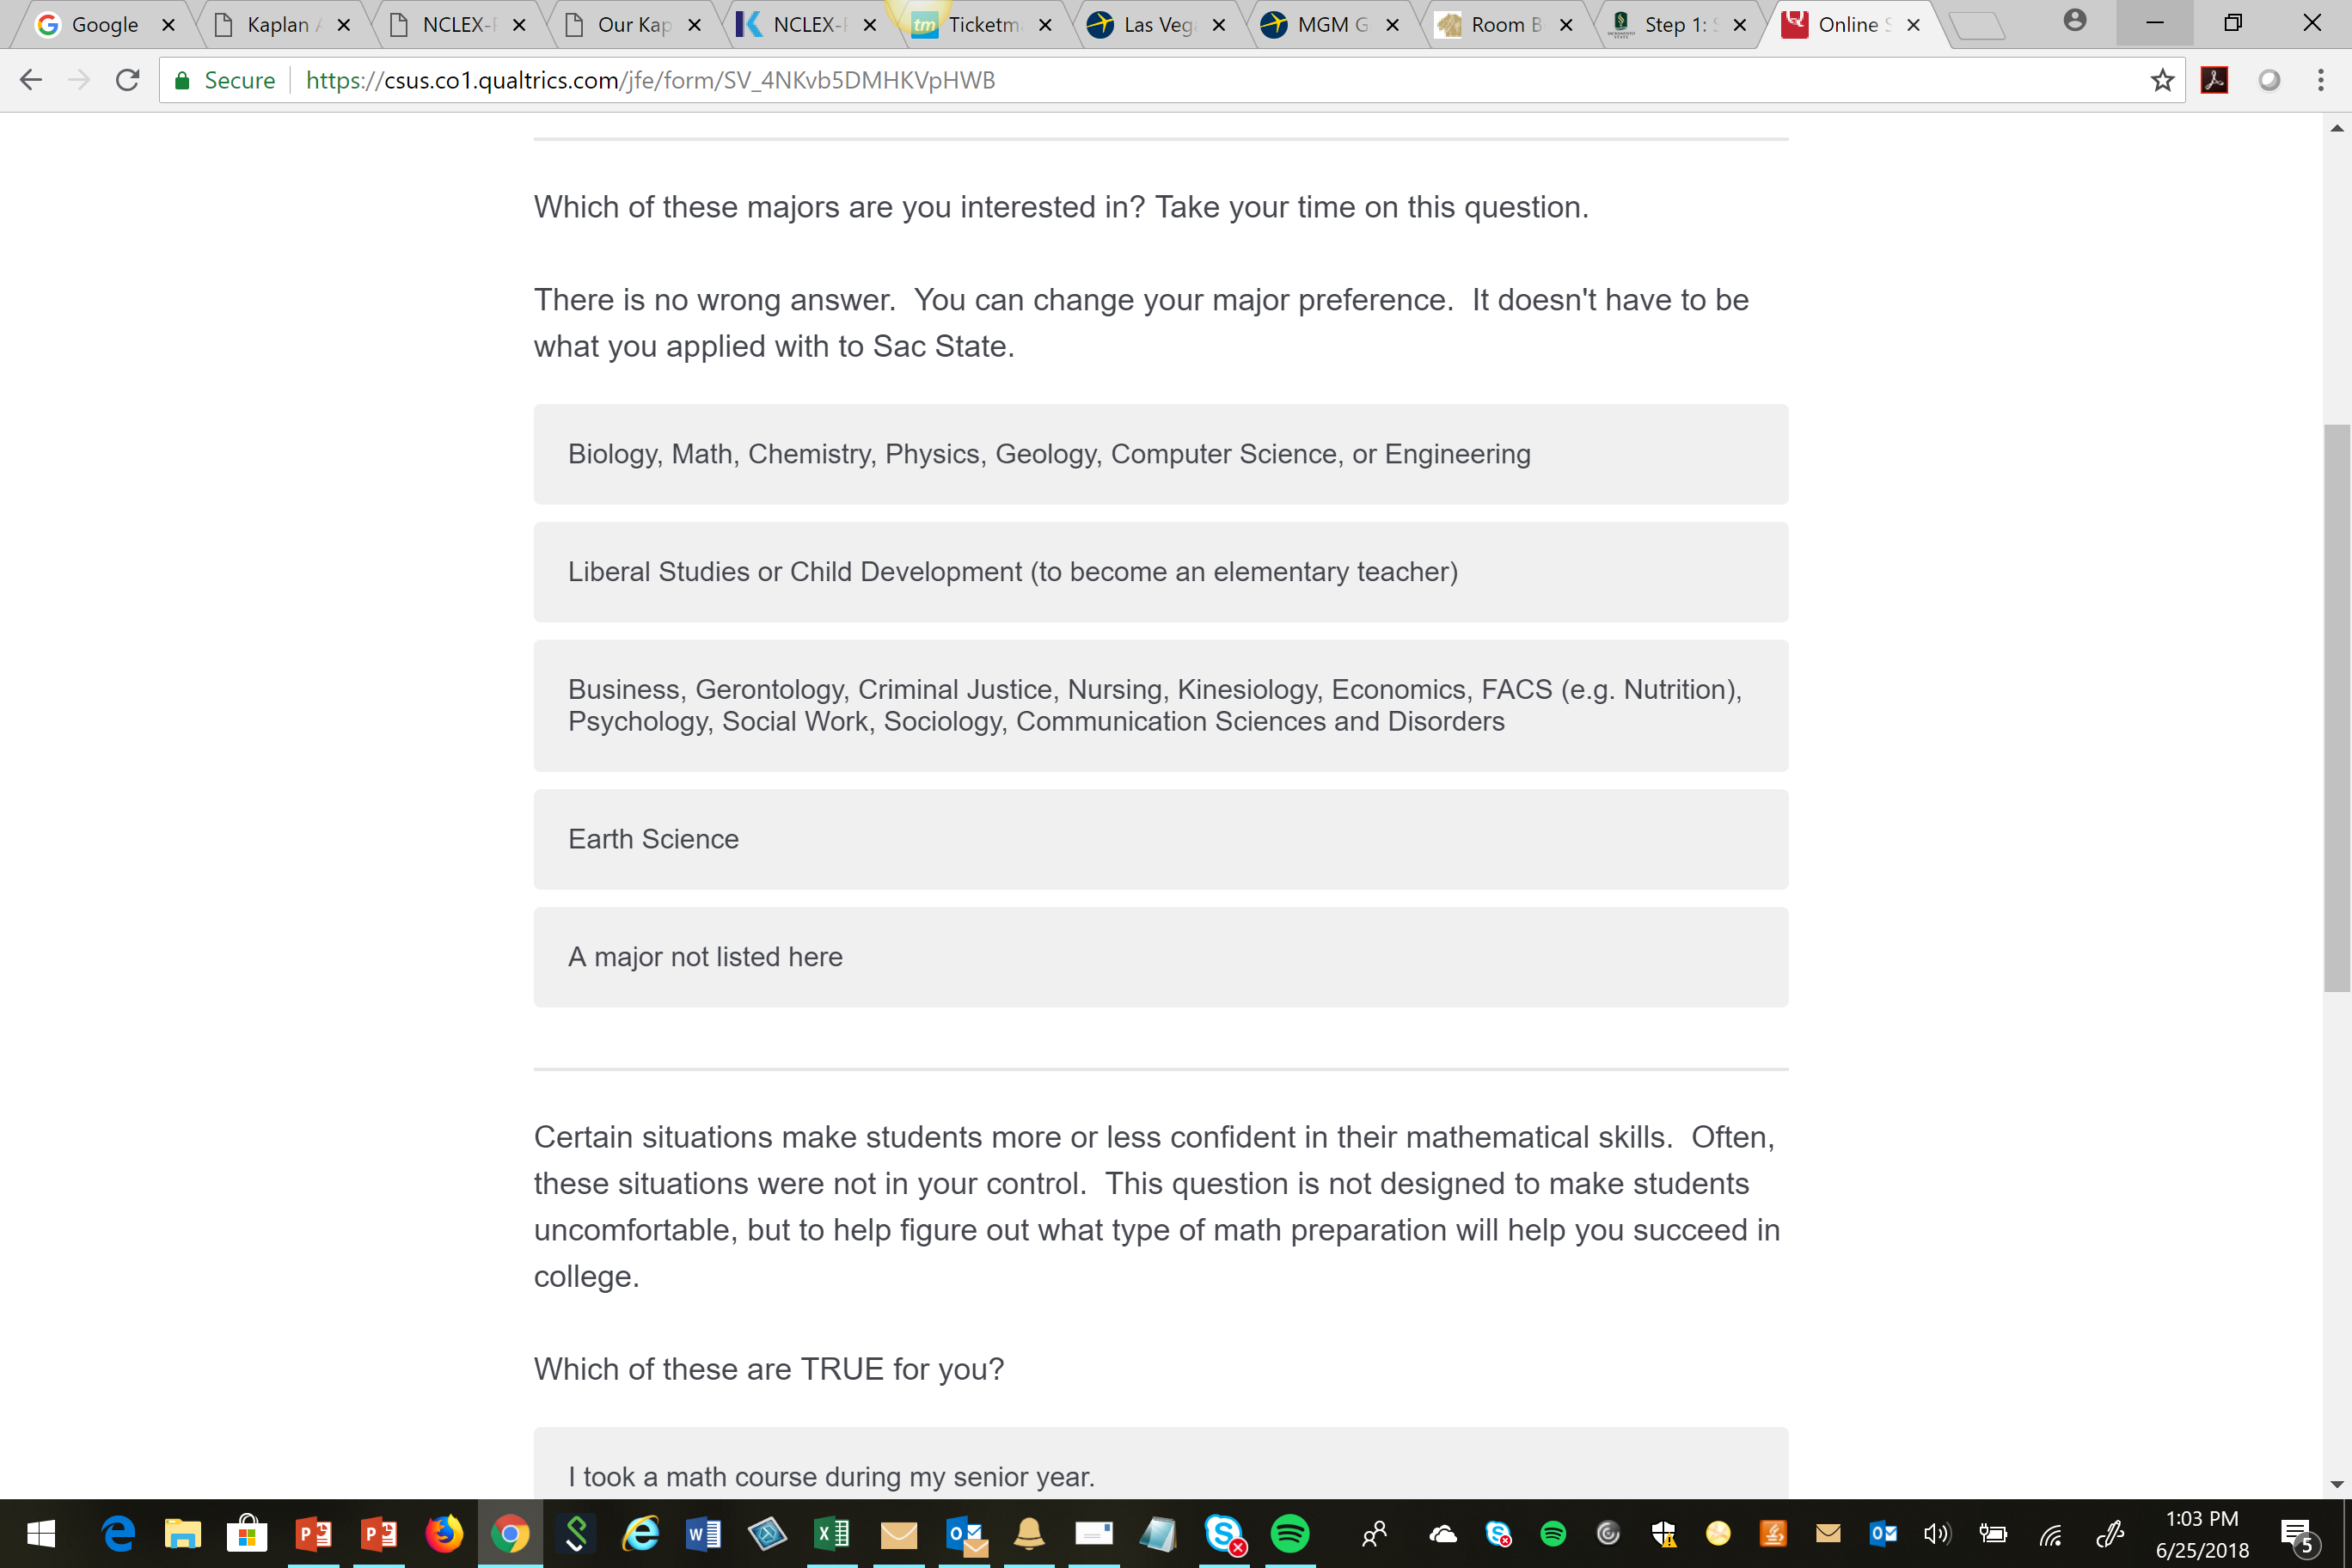 Google
Kaplan A
NCLEX-R
Our Kap
NCLEX-R
tm Ticketm
Las Vega
MGM G
Room B
Step 1: S
Online S
Secure https://csus.co1.qualtrics.com/jfe/form/SV_4NKvb5DMHKVpHWB
Which of these majors are you interested in? Take your time on this question.
There is no wrong answer. You can change your major preference. It doesn't have to be
what you applied with to Sac State.
Biology, Math, Chemistry, Physics, Geology, Computer Science, or Engineering
Liberal Studies or Child Development (to become an elementary teacher)
Business, Gerontology, Criminal Justice, Nursing, Kinesiology, Economics, FACS (e.g. Nutrition),
Psychology, Social Work, Sociology, Communication Sciences and Disorders
Earth Science
A major not listed here
Certain situations make students more or less confident in their mathematical skills. Often,
these situations were not in your control. This question is not designed to make students
uncomfortable, but to help figure out what type of math preparation will help you succeed in
college.
Which of these are TRUE for you?
I took a math course during my senior year.
1:03 PM
6/25/2018
5